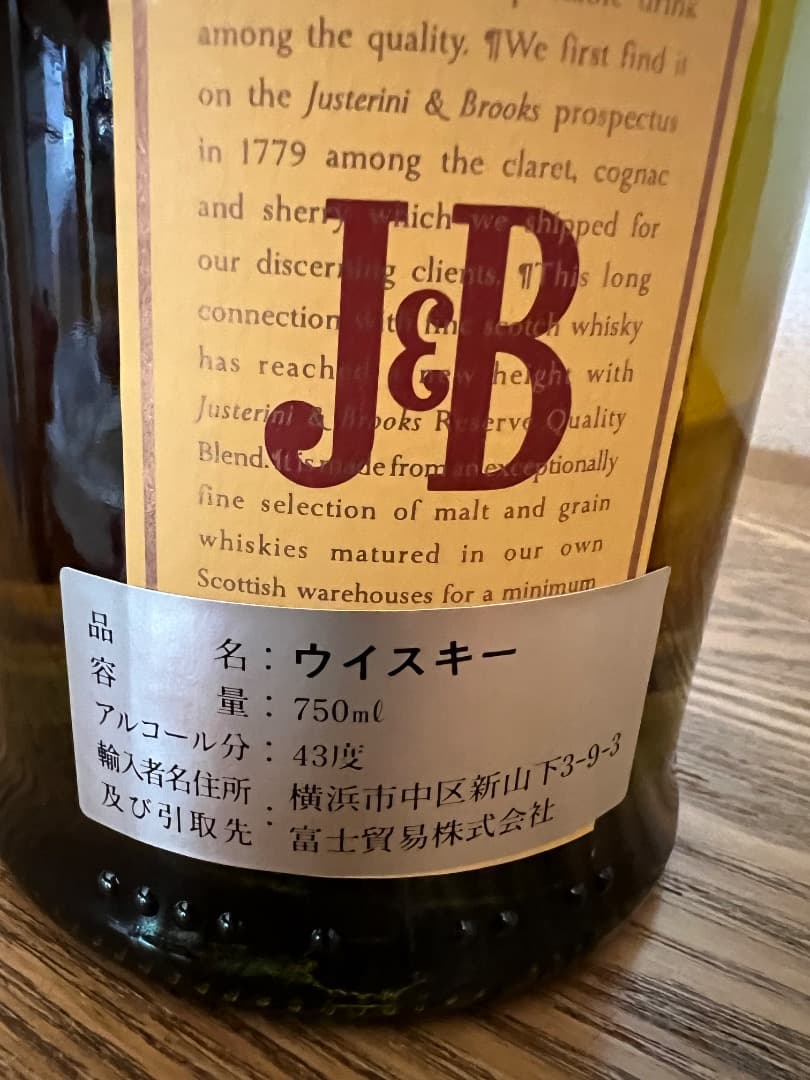 drink
among the quality. ¶We first find it
on the Justerini & Brooks prospectus
in 1779 among the claret, cognac
and sherry which we shipped for
our discerning clients. ¶This long
connection with fine scotch whisky
has reached a new height with
Justerini & Brooks Reserve Quality
Blend. It is made from an exceptionally
fine selection of malt and grain
whiskies matured in our own
Scottish warehouses for a minimum
J&B
品名：ウイスキー
容量：750ml
アルコール分：43度
輸入者名住所 横浜市中区新山下3-9-3
及び引取先：富士貿易株式会社